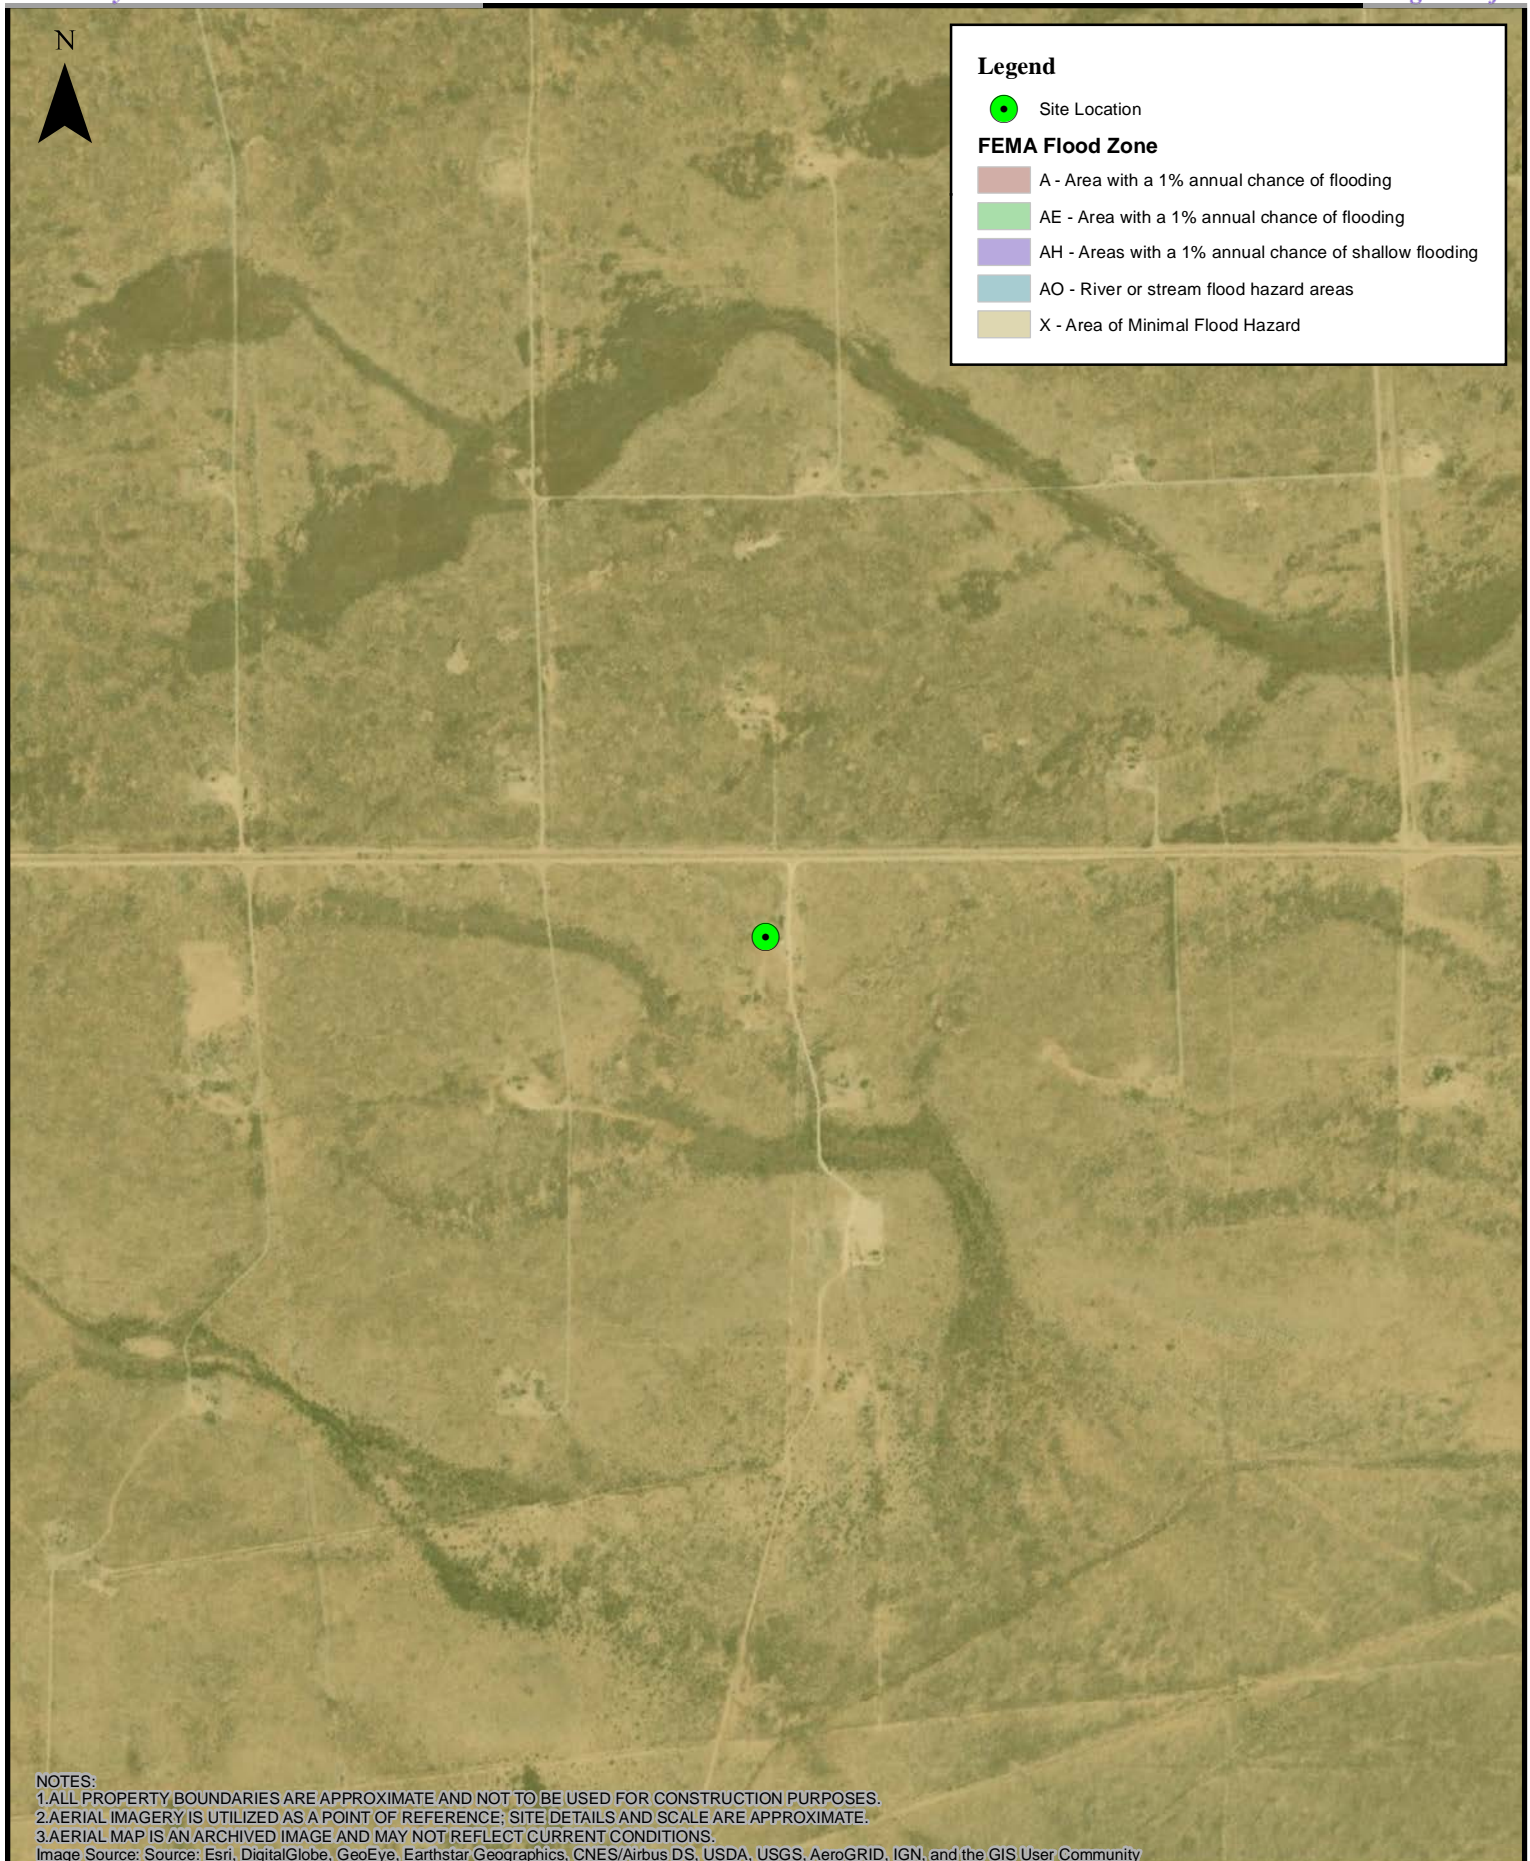 N
Legend
Site Location
FEMA Flood Zone
A - Area with a 1% annual chance of flooding
AE - Area with a 1% annual chance of flooding
AH - Areas with a 1% annual chance of shallow flooding
AO - River or stream flood hazard areas
X - Area of Minimal Flood Hazard
NOTES:
1.ALL PROPERTY BOUNDARIES ARE APPROXIMATE AND NOT TO BE USED FOR CONSTRUCTION PURPOSES.
2.AERIAL IMAGERY IS UTILIZED AS A POINT OF REFERENCE; SITE DETAILS AND SCALE ARE APPROXIMATE.
3.AERIAL MAP IS AN ARCHIVED IMAGE AND MAY NOT REFLECT CURRENT CONDITIONS.
Image Source: Source: Esri, DigitalGlobe, GeoEye, Earthstar Geographics, CNES/Airbus DS, USDA, USGS, AeroGRID, IGN, and the GIS User Community